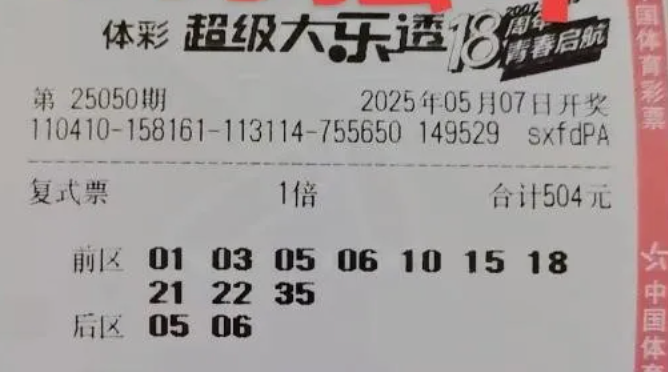 体彩 超级大乐透 18周年 青春启航
第 25050期 2025年05月07日开奖
110410-158161-113114-755650 149529 sxfdPA
复式票 1倍 合计504元
前区 01 03 05 06 10 15 18
21 22 35
后区 05 06
国体育彩票
中国体育